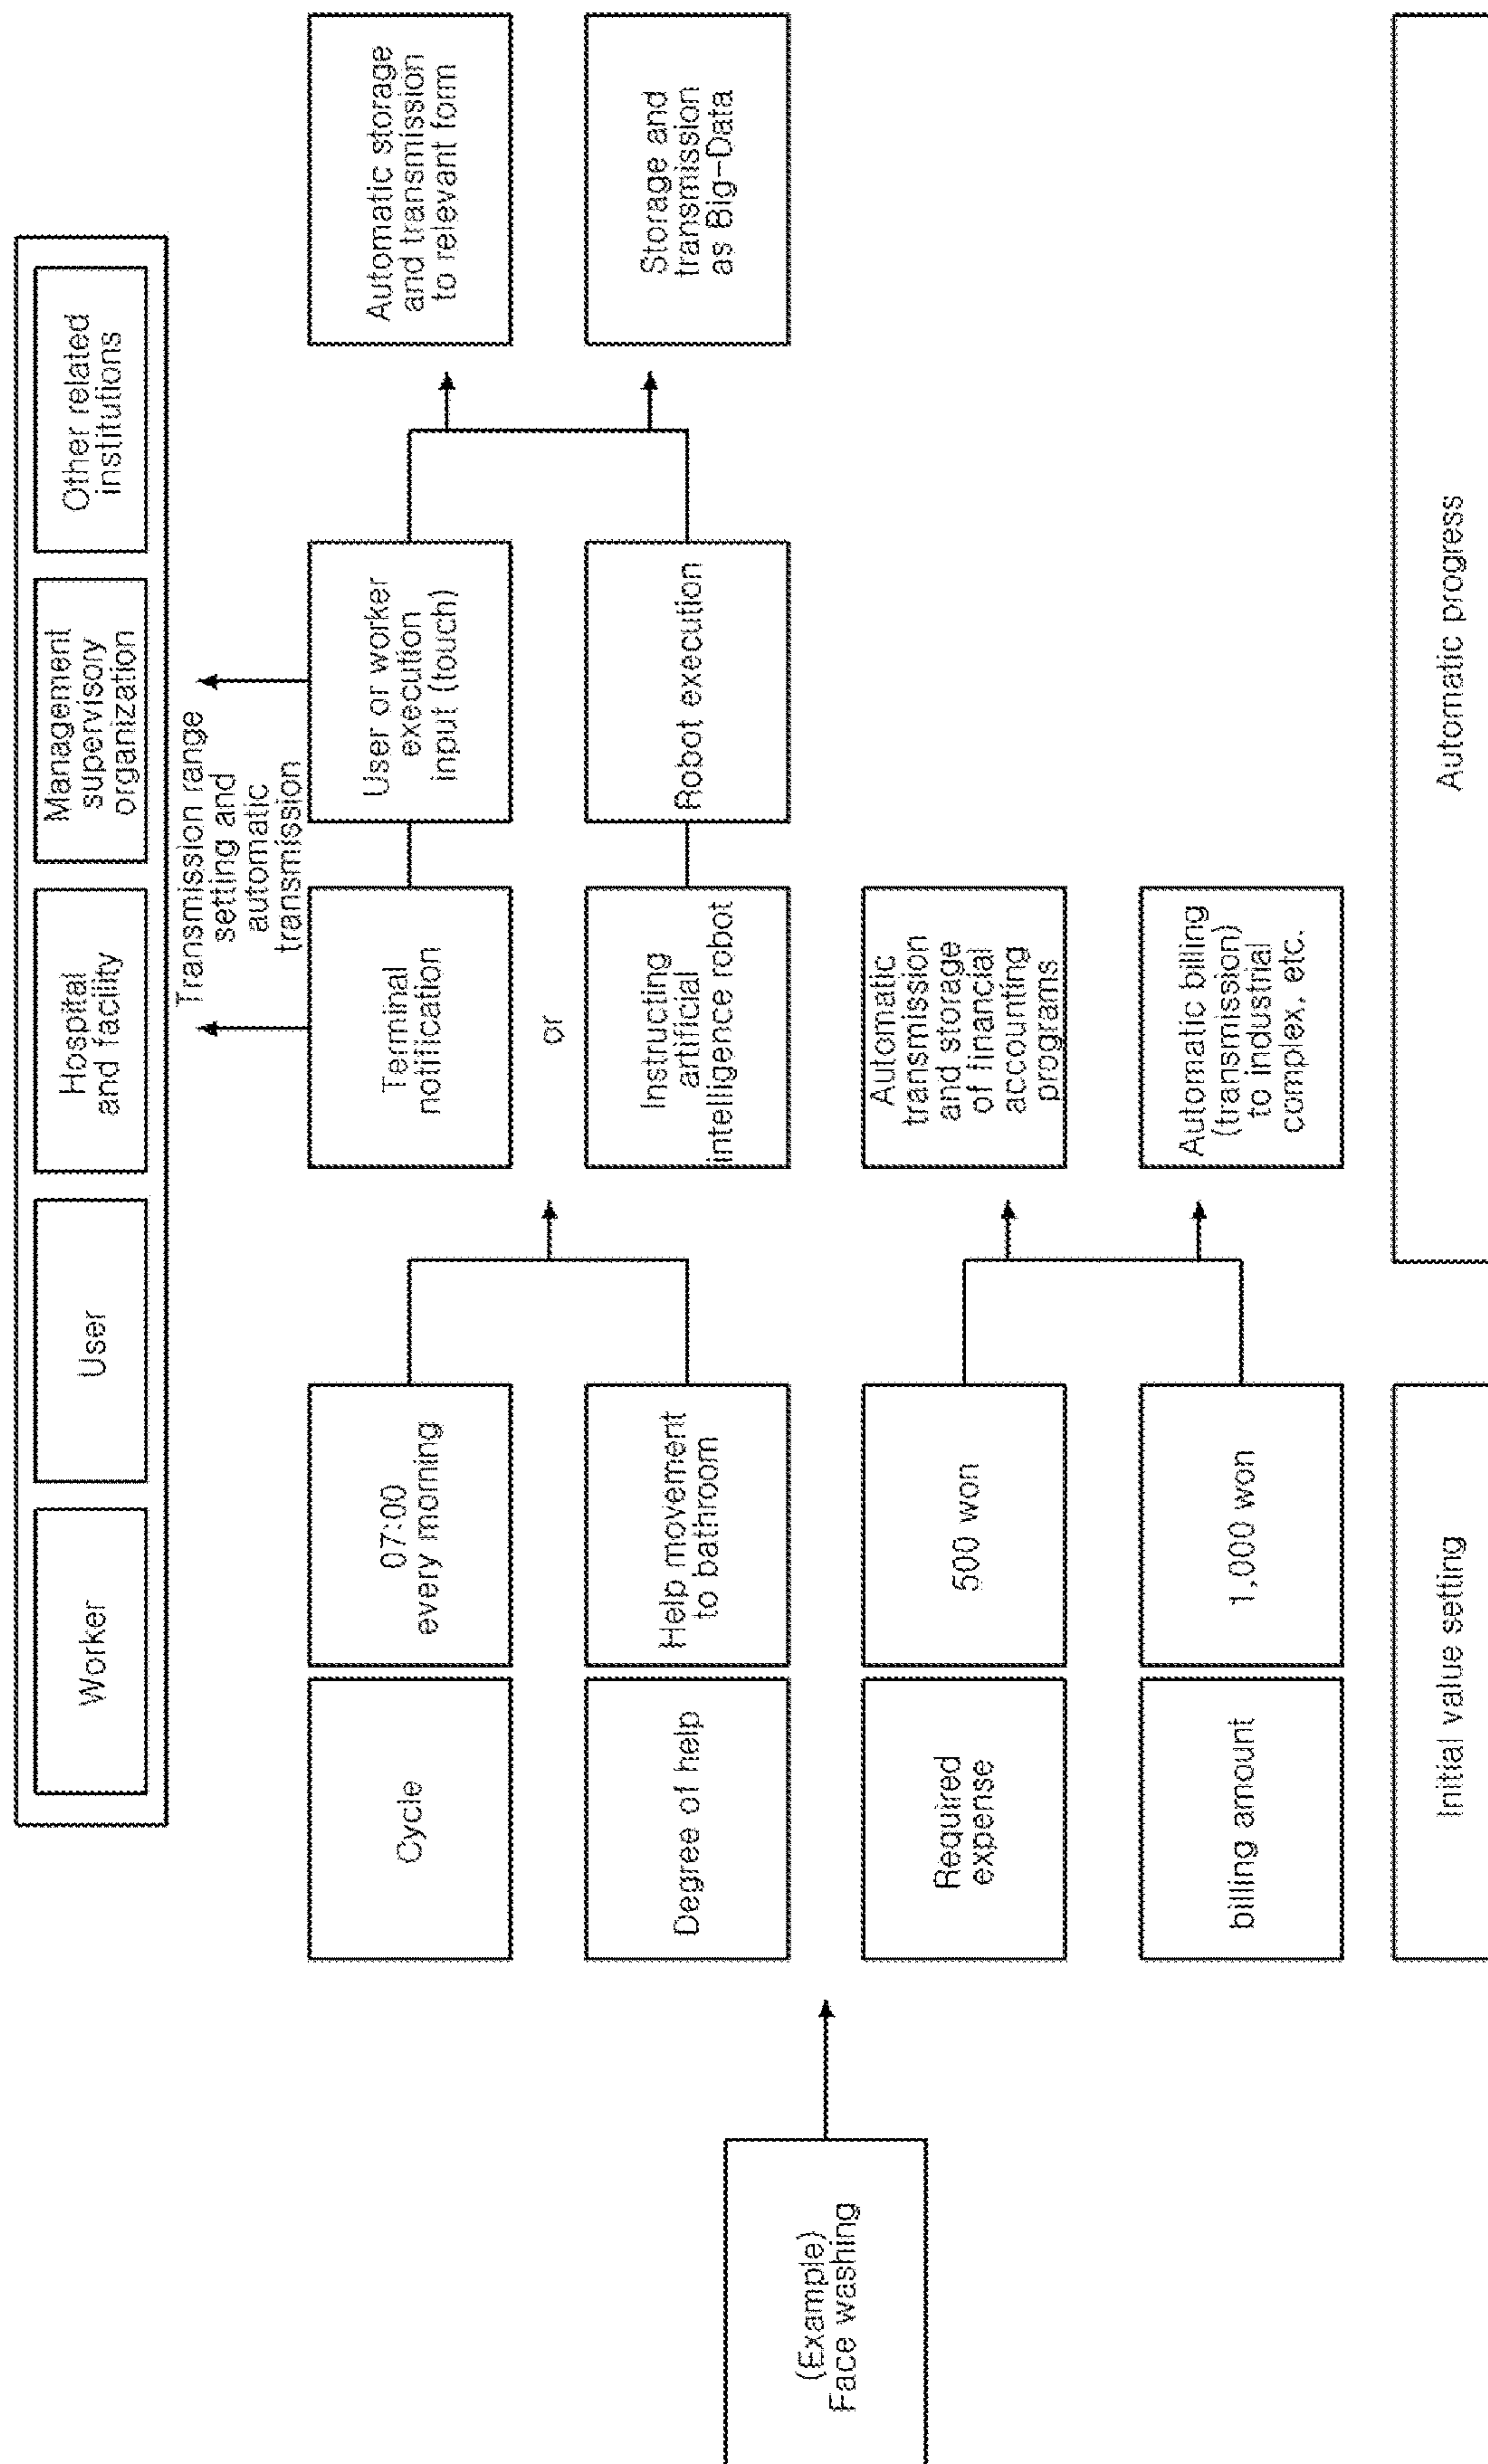 Worker
User
Hospital
and facility
Management
supervisory
organization
Other related
institutions
Transmission range
setting and
automatic
transmission
(Example)
Face washing
Cycle
07:00
every morning
Terminal
notification
User or worker
execution
input (touch)
Automatic storage
and transmission
to relevant form
or
Degree of help
Help movement
to bathroom
Instructing
artificial
intelligence robot
Robot execution
Storage and
transmission
as Big-Data
Required
expense
500 won
Automatic
transmission
and storage
of financial
accounting
programs
billing amount
1,000 won
Automatic billing
(transmission)
to industrial
complex, etc.
Initial value setting
Automatic progress